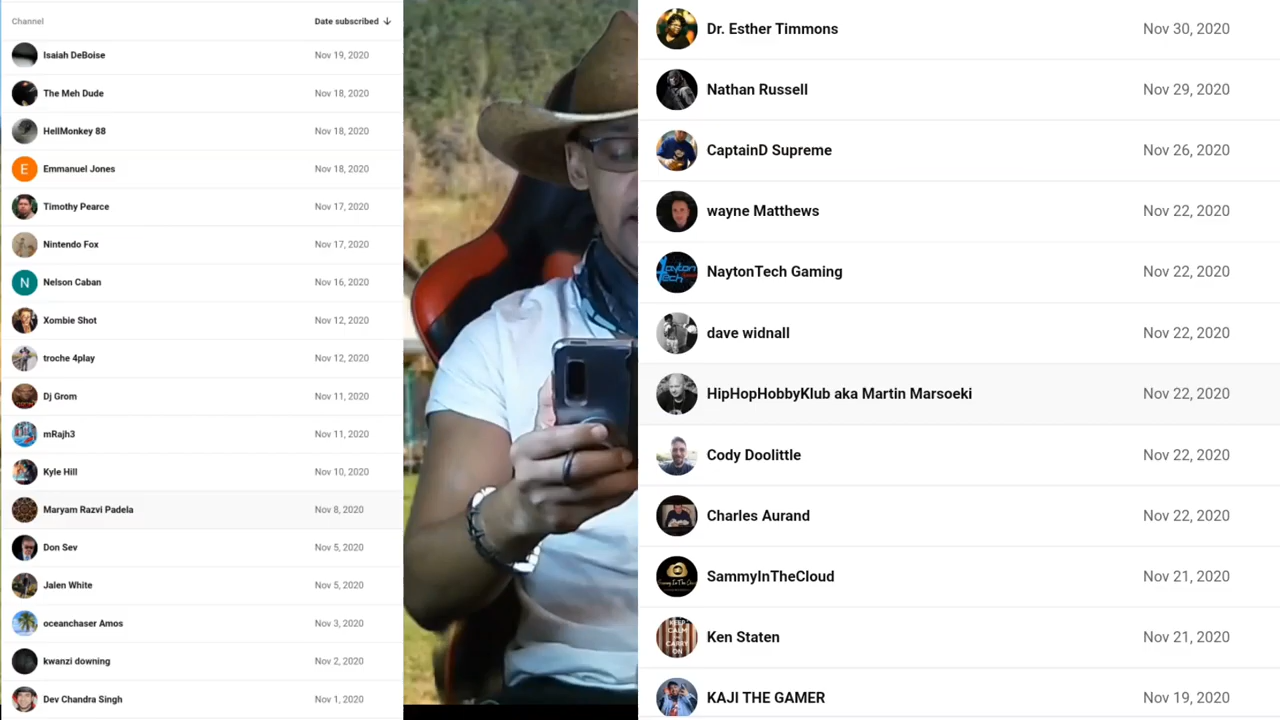 Channel Date subscribed
Isaiah DeBoise Nov 19, 2020
The Meh Dude Nov 18, 2020
HellMonkey 88 Nov 18, 2020
E Emmanuel Jones Nov 18, 2020
Timothy Pearce Nov 17, 2020
Nintendo Fox Nov 17, 2020
N Nelson Caban Nov 16, 2020
Xombie Shot Nov 12, 2020
troche 4play Nov 12, 2020
Dj Grom Nov 11, 2020
mRajh3 Nov 11, 2020
Kyle Hill Nov 10, 2020
Maryam Razvi Padela Nov 8, 2020
Don Sev Nov 5, 2020
Jalen White Nov 5, 2020
oceanchaser Amos Nov 3, 2020
kwanzi downing Nov 2, 2020
Dev Chandra Singh Nov 1, 2020
Dr. Esther Timmons Nov 30, 2020
Nathan Russell Nov 29, 2020
CaptainD Supreme Nov 26, 2020
wayne Matthews Nov 22, 2020
NaytonTech Gaming Nov 22, 2020
dave widnall Nov 22, 2020
HipHopHobbyKlub aka Martin Marsoeki Nov 22, 2020
Cody Doolittle Nov 22, 2020
Charles Aurand Nov 22, 2020
SammyInTheCloud Nov 21, 2020
KEEP
CALM
CARRY
ON
Ken Staten Nov 21, 2020
KAJI THE GAMER Nov 19, 2020